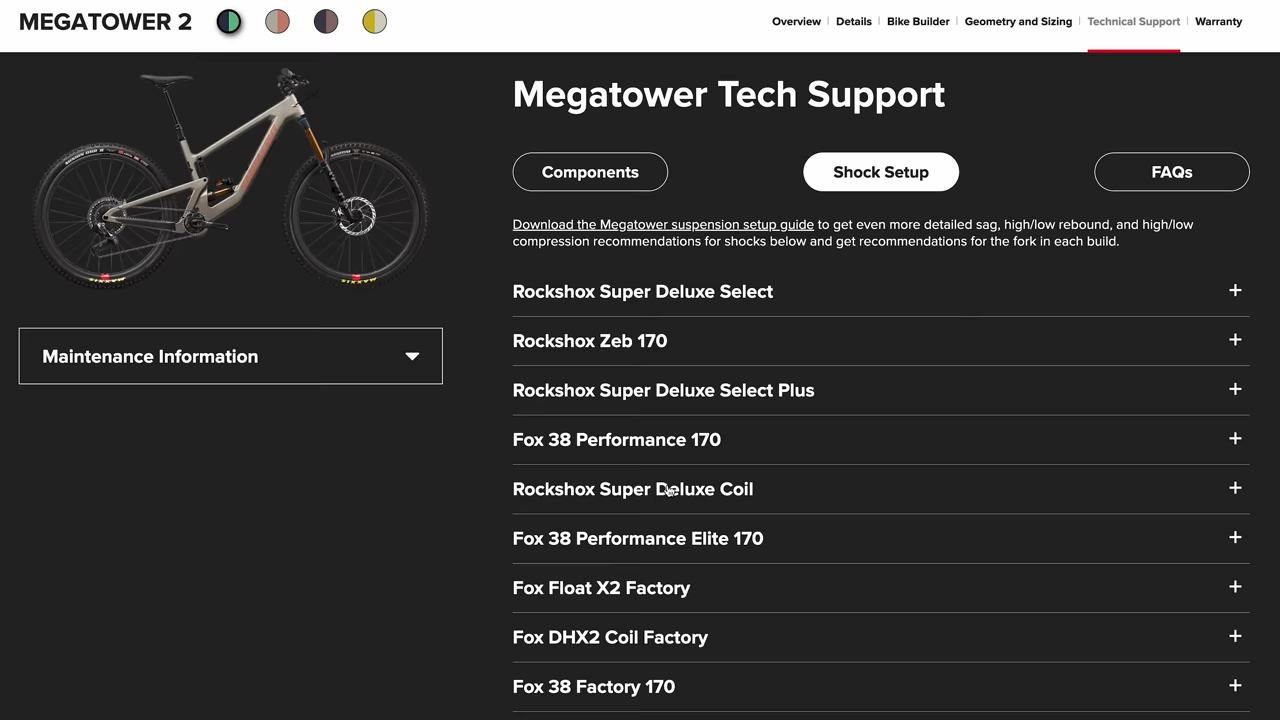 MEGATOWER 2
Overview
Details
Bike Builder
Geometry and Sizing
Technical Support
Warranty
Megatower Tech Support
Components
Shock Setup
FAQs
Download the Megatower suspension setup guide to get even more detailed sag, high/low rebound, and high/low
compression recommendations for shocks below and get recommendations for the fork in each build.
Maintenance Information
Rockshox Super Deluxe Select
Rockshox Zeb 170
Rockshox Super Deluxe Select Plus
Fox 38 Performance 170
Rockshox Super Deluxe Coil
Fox 38 Performance Elite 170
Fox Float X2 Factory
Fox DHX2 Coil Factory
Fox 38 Factory 170
MAXXIS
MAXXIS